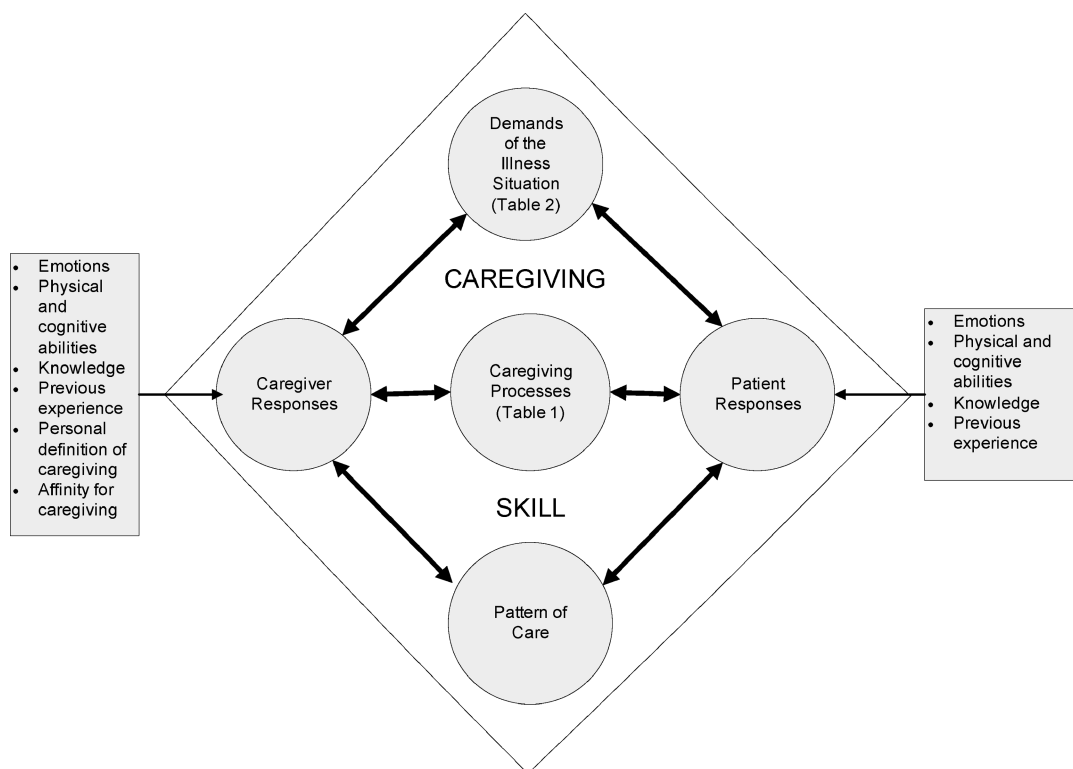 Demands
of the
Illness
Situation
(Table 2)
CAREGIVING
• Emotions
• Physical
and
cognitive
abilities
• Knowledge
• Previous
experience
• Personal
definition of
caregiving
• Affinity for
caregiving
Caregiver
Responses
Caregiving
Processes
(Table 1)
Patient
Responses
• Emotions
• Physical and
cognitive
abilities
• Knowledge
• Previous
experience
SKILL
Pattern of
Care